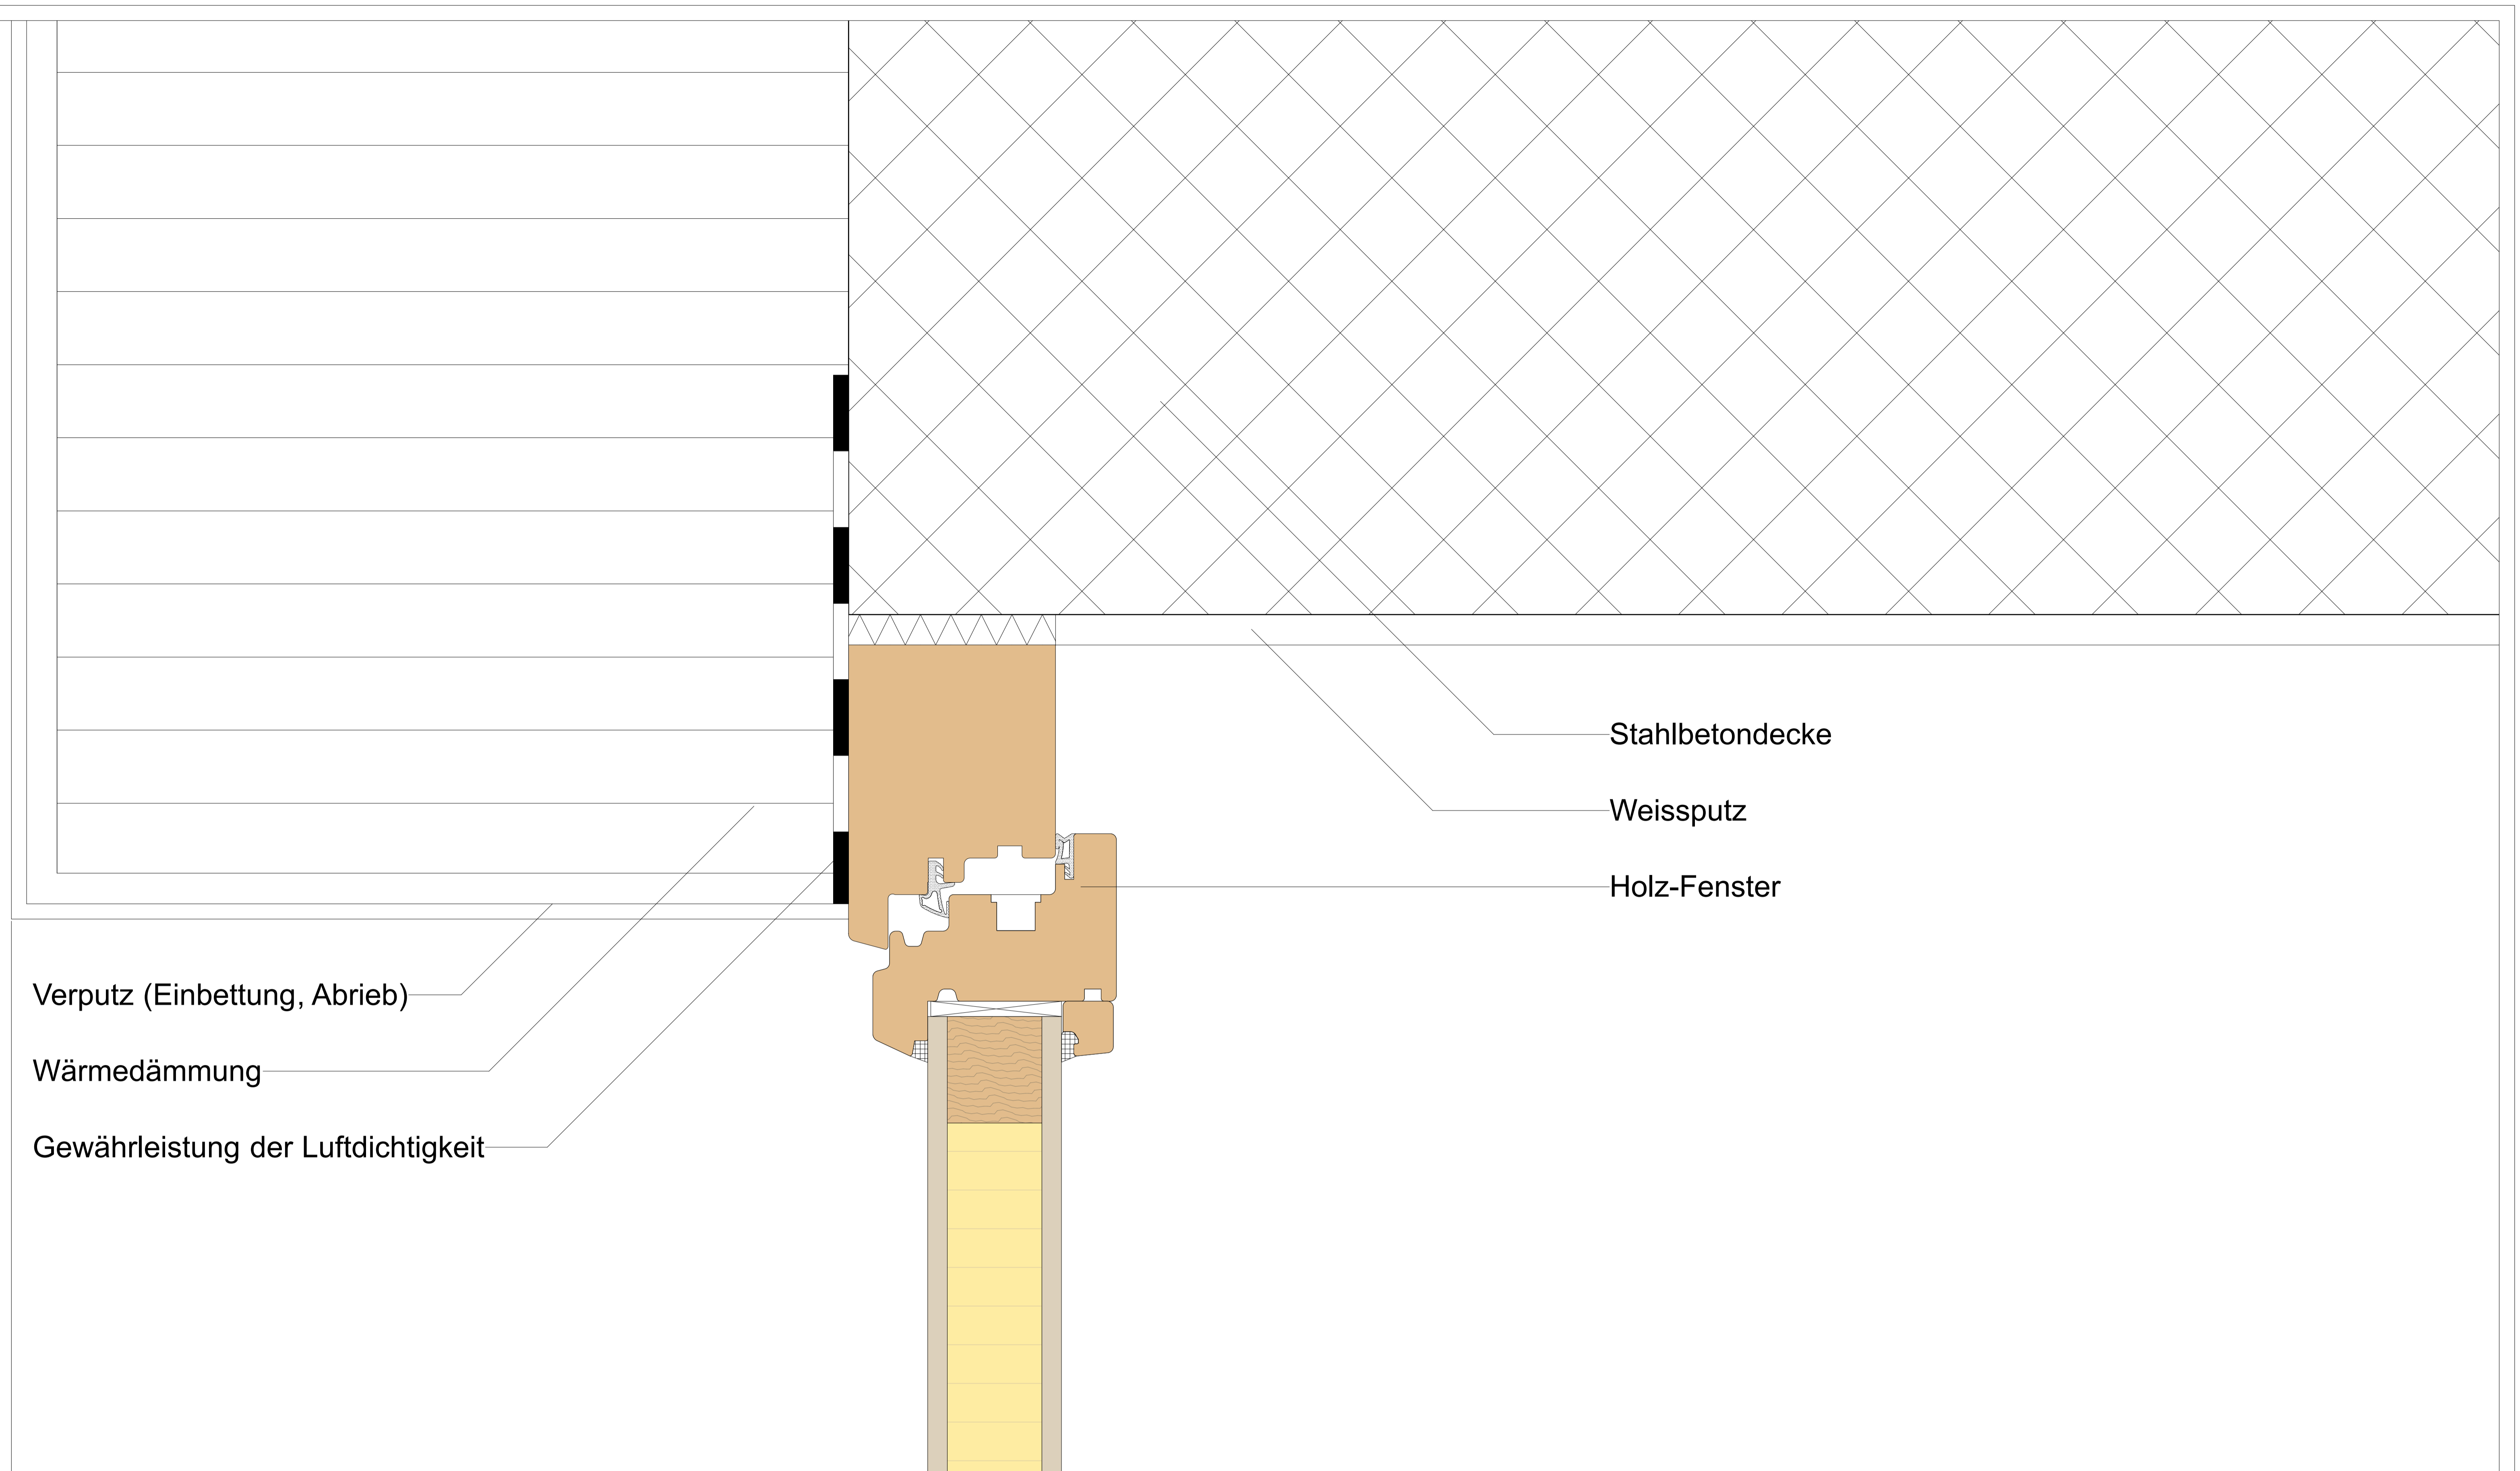 Stahlbetondecke
Weissputz
Holz-Fenster
Verputz (Einbettung, Abrieb)
Wärmedämmung
Gewährleistung der Luftdichtigkeit